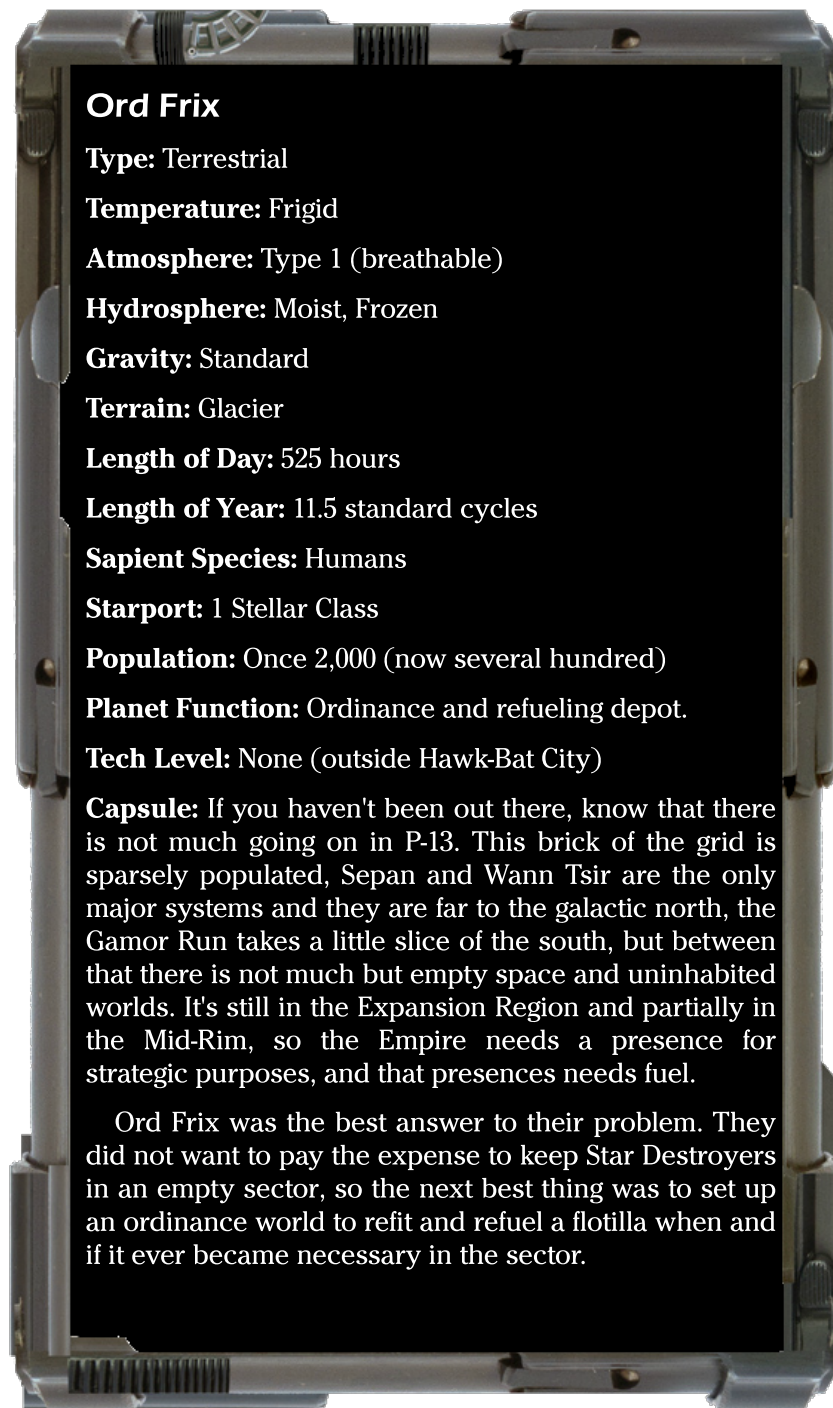 Ord Frix
Type: Terrestrial
Temperature: Frigid
Atmosphere: Type 1 (breathable)
Hydrosphere: Moist, Frozen
Gravity: Standard
Terrain: Glacier
Length of Day: 525 hours
Length of Year: 11.5 standard cycles
Sapient Species: Humans
Starport: 1 Stellar Class
Population: Once 2,000 (now several hundred)
Planet Function: Ordinance and refueling depot.
Tech Level: None (outside Hawk-Bat City)
Capsule: If you haven't been out there, know that there
is not much going on in P-13. This brick of the grid is
sparsely populated, Sepan and Wann Tsir are the only
major systems and they are far to the galactic north, the
Gamor Run takes a little slice of the south, but between
that there is not much but empty space and uninhabited
worlds. It's still in the Expansion Region and partially in
the Mid-Rim, so the Empire needs a presence for
strategic purposes, and that presences needs fuel.
Ord Frix was the best answer to their problem. They
did not want to pay the expense to keep Star Destroyers
in an empty sector, so the next best thing was to set up
an ordinance world to refit and refuel a flotilla when and
if it ever became necessary in the sector.